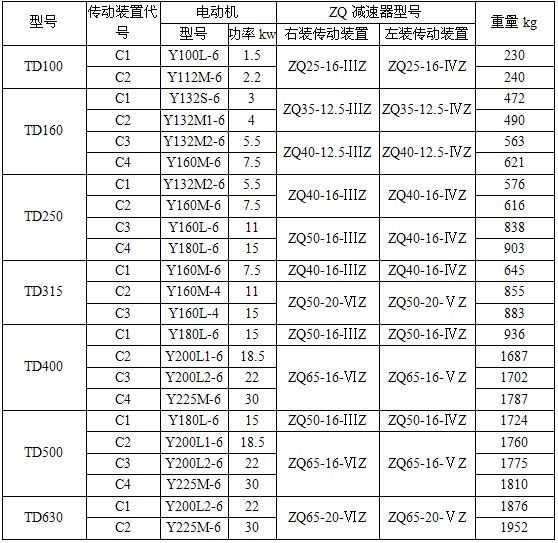 型号 传动装置代号 电动机 ZQ 减速器型号 重量 kg
型号 功率 kw 右装传动装置 左装传动装置
TD100 C1 Y100L-6 1.5 ZQ25-16-ⅢZ ZQ25-16-ⅣZ 230
C2 Y112M-6 2.2 240
TD160 C1 Y132S-6 3 ZQ35-12.5-ⅢZ ZQ35-12.5-ⅣZ 472
C2 Y132M1-6 4 490
C3 Y132M2-6 5.5 ZQ40-12.5-ⅢZ ZQ40-12.5-ⅣZ 563
C4 Y160M-6 7.5 621
TD250 C1 Y132M2-6 5.5 ZQ40-16-ⅢZ ZQ40-16-ⅣZ 576
C2 Y160M-6 7.5 616
C3 Y160L-6 11 ZQ50-16-ⅢZ ZQ40-16-ⅣZ 838
C4 Y180L-6 15 903
TD315 C1 Y160M-6 7.5 ZQ40-16-ⅢZ ZQ40-16-ⅣZ 645
C2 Y160M-4 11 ZQ50-20-ⅥZ ZQ50-20-ⅤZ 855
C3 Y160L-4 15 883
TD400 C1 Y180L-6 15 ZQ50-16-ⅢZ ZQ50-16-ⅣZ 936
C2 Y200L1-6 18.5 ZQ65-16-ⅥZ ZQ65-16-ⅤZ 1687
C3 Y200L2-6 22 1702
C4 Y225M-6 30 1787
TD500 C1 Y180L-6 15 ZQ50-16-ⅢZ ZQ50-16-ⅣZ 1724
C2 Y200L1-6 18.5 ZQ65-16-ⅥZ ZQ65-16-ⅤZ 1760
C3 Y200L2-6 22 1775
C4 Y225M-6 30 1810
TD630 C1 Y200L2-6 22 ZQ65-20-ⅥZ ZQ65-20-ⅤZ 1876
C2 Y225M-6 30 1952